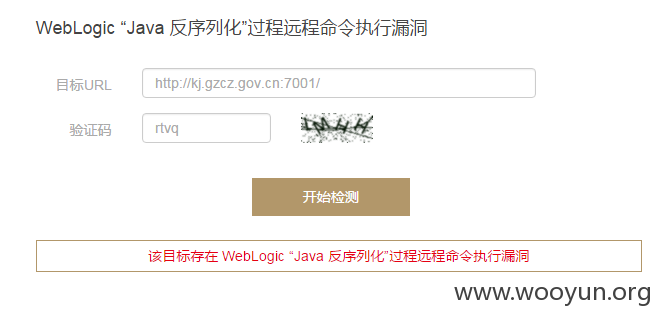 WebLogic “Java 反序列化”过程远程命令执行漏洞
目标URL http://kj.gzcz.gov.cn:7001/
验证码 rtvq
开始检测
该目标存在 WebLogic “Java 反序列化”过程远程命令执行漏洞
www.wooyun.org